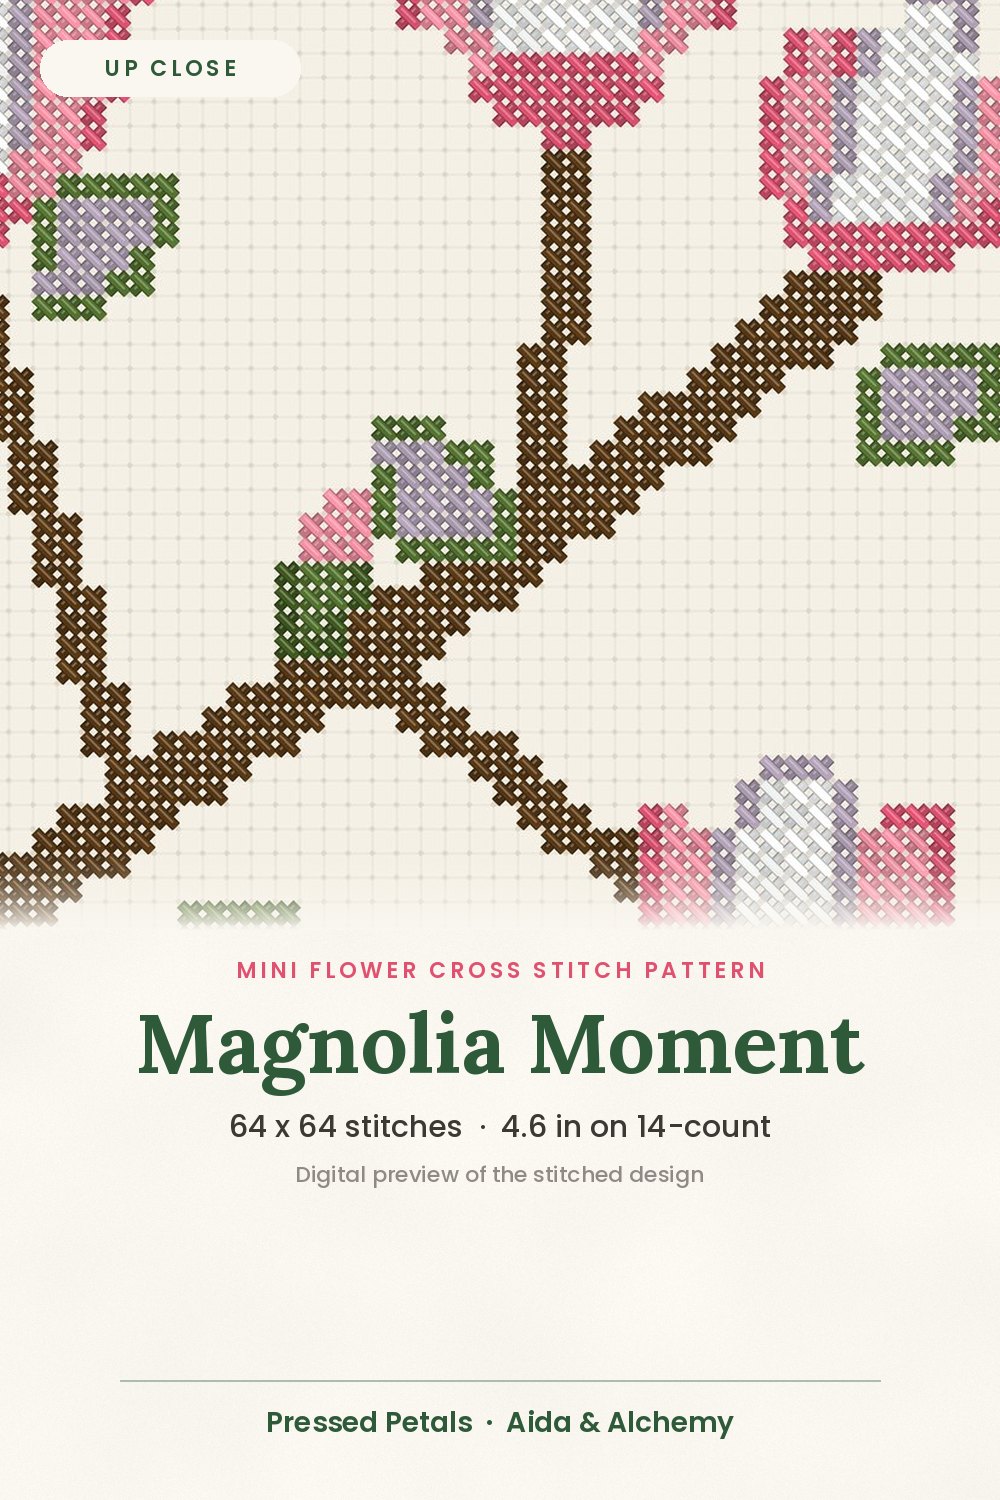 UP CLOSE
MINI FLOWER CROSS STITCH PATTERN
Magnolia Moment
64 x 64 stitches · 4.6 in on 14-count
Digital preview of the stitched design
Pressed Petals · Aida & Alchemy